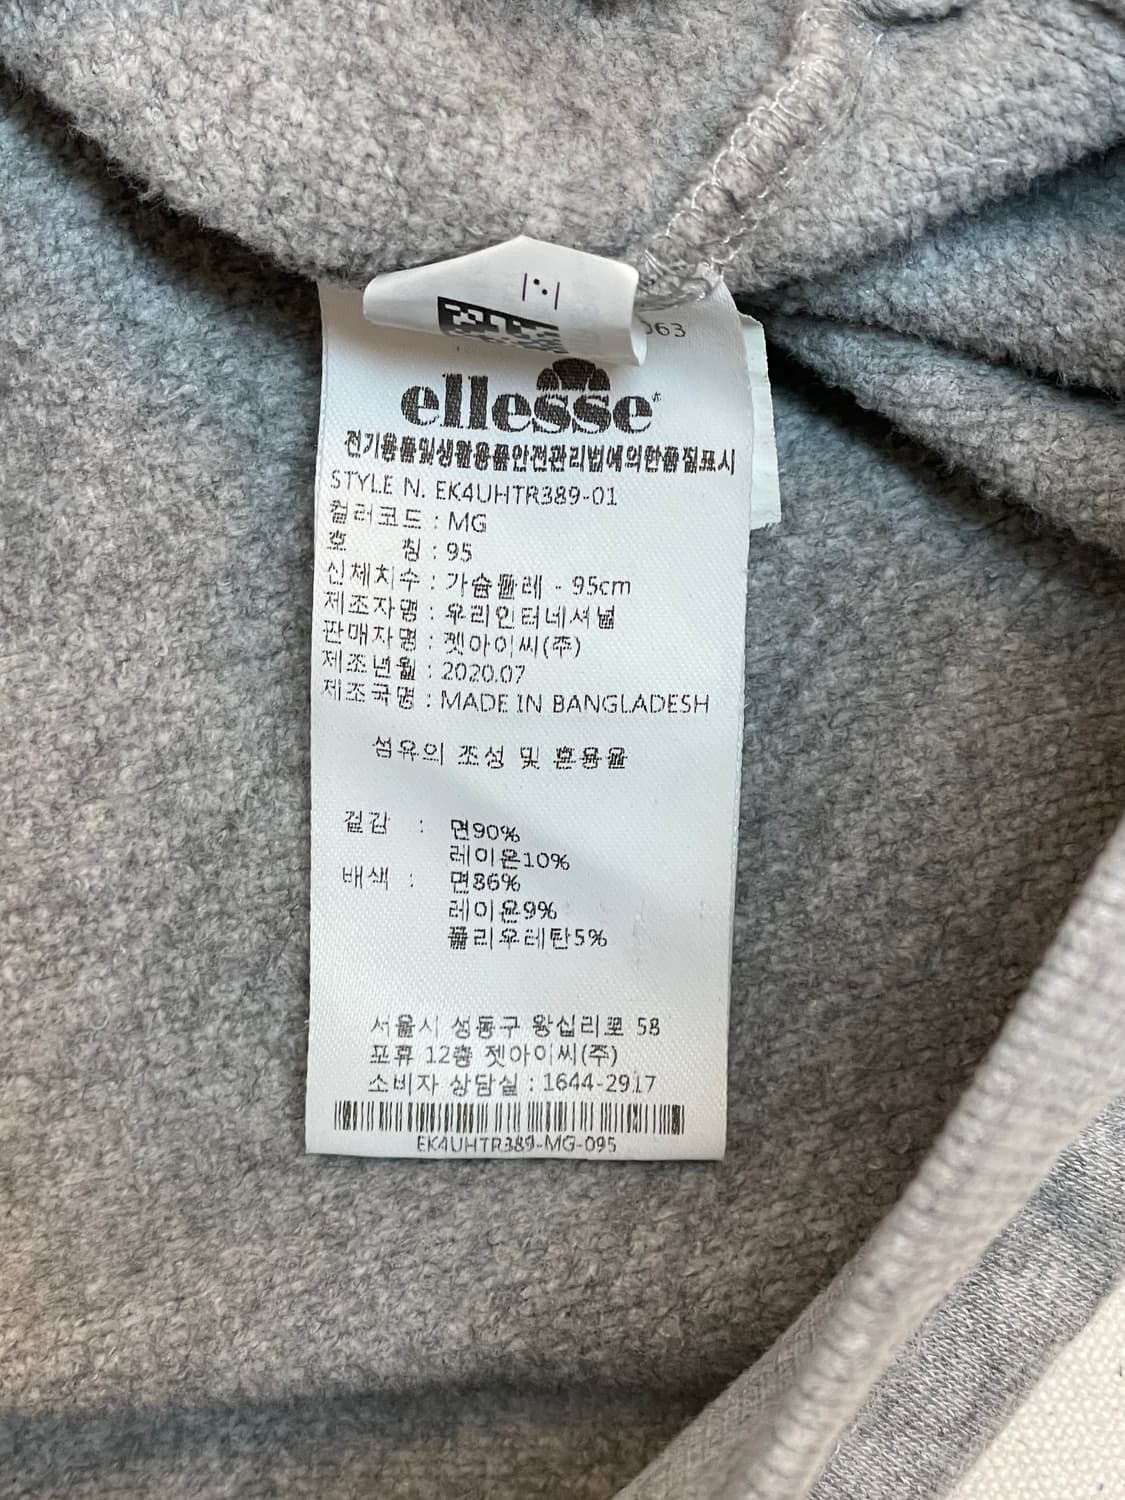 063
ellesse
전기용품및생활용품안전관리법에의한품질표시
STYLE N. EK4UHTR389-01
컬러코드 : MG
호 칭 : 95
신체치수 : 가슴둘레 - 95cm
제조자명 : 우리인터네셔널
판매자명 : 젯아이씨(주)
제조년월 : 2020.07
제조국명 : MADE IN BANGLADESH
섬유의 조성 및 혼용율
겉감 : 면90%
레이온10%
배색 : 면86%
레이온9%
폴리우레탄5%
서울시 성동구 왕십리로 58
포휴 12층 젯아이씨(주)
소비자 상담실 : 1644-2917
EK4UHTR389-MG-095